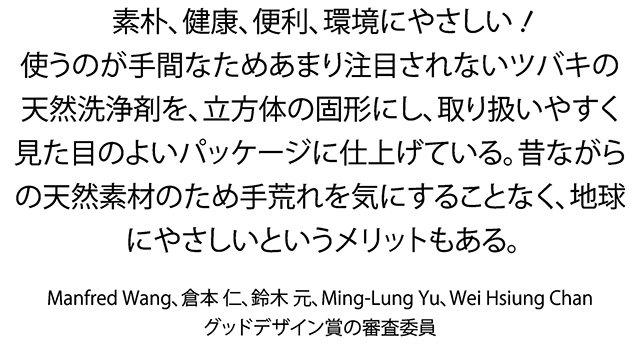 素朴、健康、便利、環境にやさしい！
使うのが手間なためあまり注目されないツバキの
天然洗浄剤を、立方体の固形にし、取り扱いやすく
見た目のよいパッケージに仕上げている。昔ながら
の天然素材のため手荒れを気にすることなく、地球
にやさしいというメリットもある。
Manfred Wang、倉本 仁、鈴木 元、Ming-Lung Yu、Wei Hsiung Chan
グッドデザイン賞の審査委員